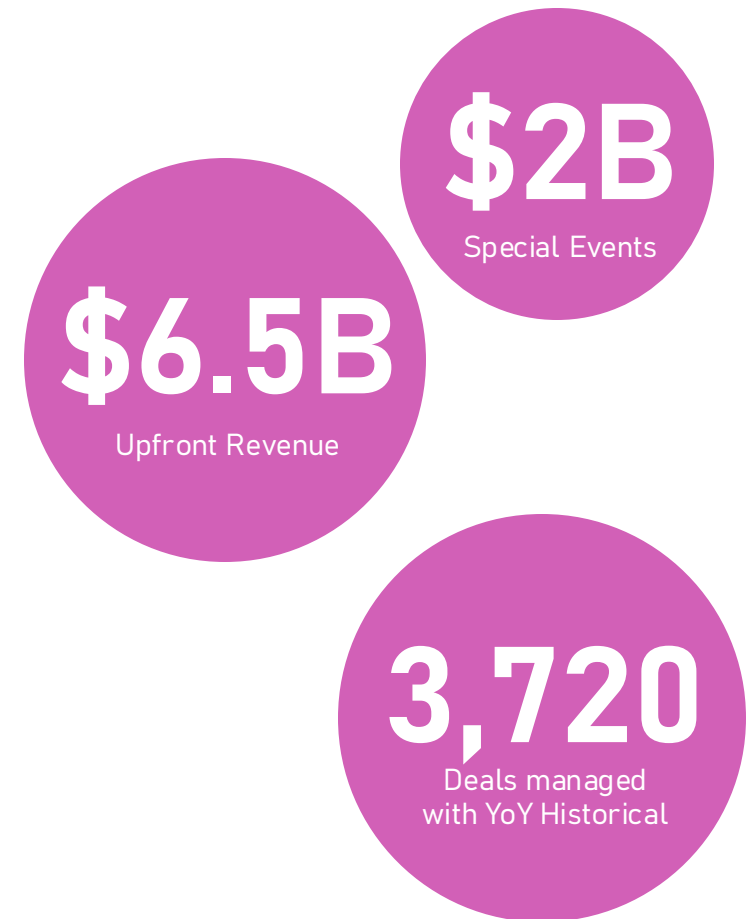 $2B
Special Events
$6.5B
Upfront Revenue
3,720
Deals managed
with YoY Historical